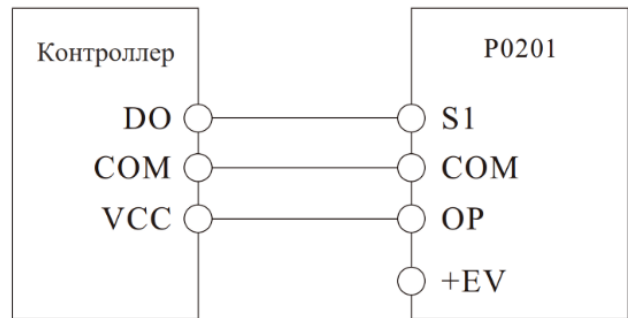 Контроллер
P0201
DO
S1
COM
COM
VCC
OP
+EV